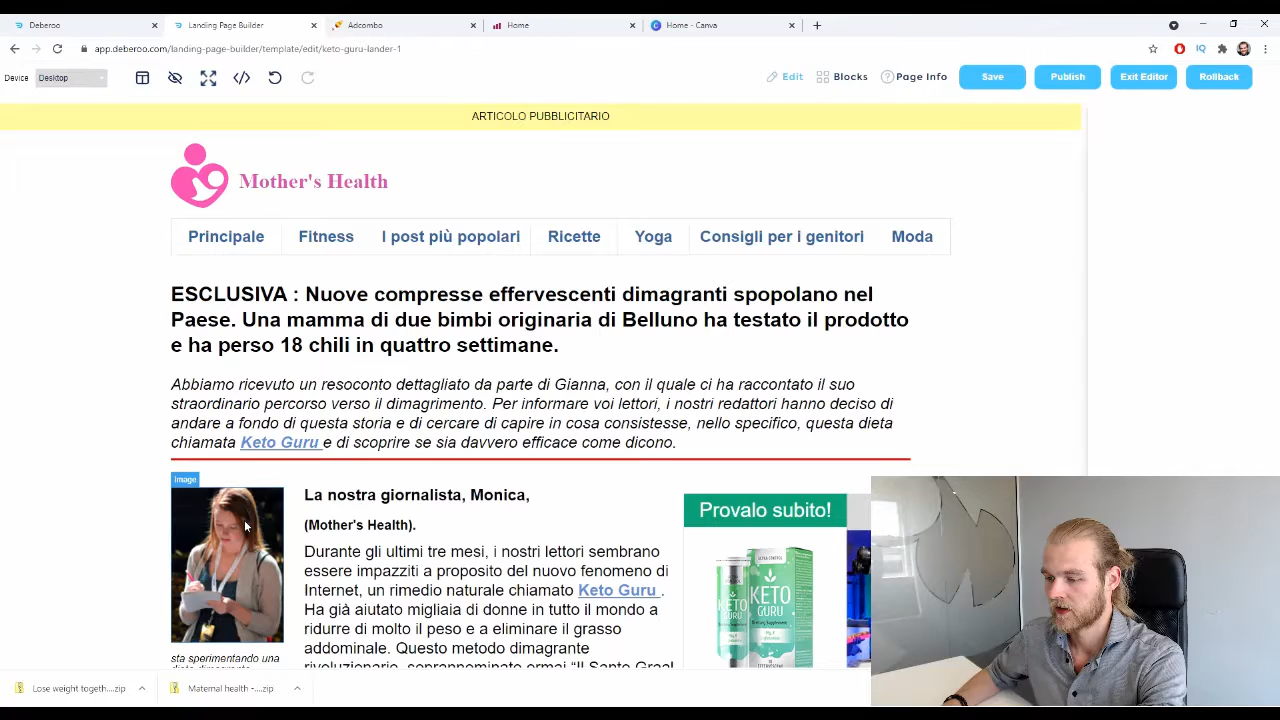 Deberoo
Landing Page Builder
Adcombo
Home
Home - Canva
app.deberoo.com/landing-page-builder/template/edit/keto-guru-lander-1
IQ
Device
Desktop
Edit
Blocks
Page Info
Save
Publish
Exit Editor
Rollback
ARTICOLO PUBBLICITARIO
Mother's Health
Principale
Fitness
I post più popolari
Ricette
Yoga
Consigli per i genitori
Moda
ESCLUSIVA : Nuove compresse effervescenti dimagranti spopolano nel
Paese. Una mamma di due bimbi originaria di Belluno ha testato il prodotto
e ha perso 18 chili in quattro settimane.
Abbiamo ricevuto un resoconto dettagliato da parte di Gianna, con il quale ci ha raccontato il suo
straordinario percorso verso il dimagrimento. Per informare voi lettori, i nostri redattori hanno deciso di
andare a fondo di questa storia e di cercare di capire in cosa consistesse, nello specifico, questa dieta
chiamata Keto Guru e di scoprire se sia davvero efficace come dicono.
Image
sta sperimentando una
La nostra giornalista, Monica,
(Mother's Health).
Durante gli ultimi tre mesi, i nostri lettori sembrano
essere impazziti a proposito del nuovo fenomeno di
Internet, un rimedio naturale chiamato Keto Guru .
Ha già aiutato migliaia di donne in tutto il mondo a
ridurre di molto il peso e a eliminare il grasso
addominale. Questo metodo dimagrante
rivoluzionario, soprannominato ormai “Il Santo Graal
Provalo subito!
KETO
GURU
KETO
GURU
Lose weight togeth....zip
Maternal health -....zip